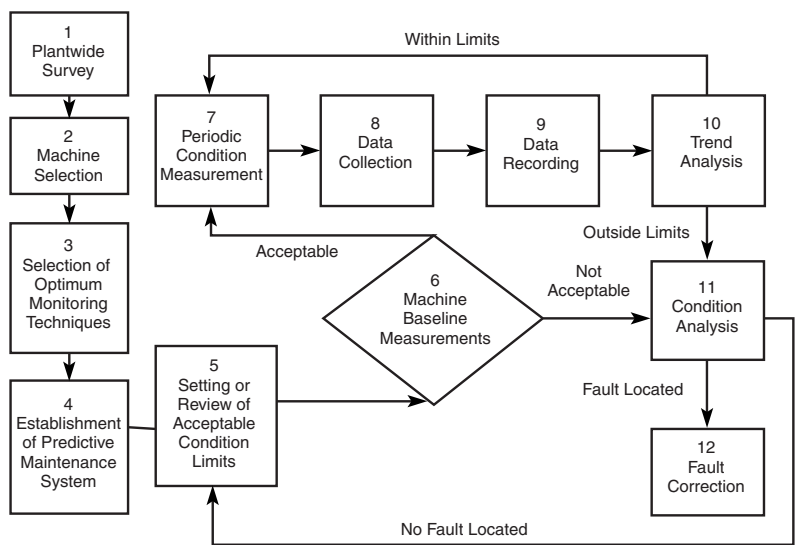 1
Plantwide
Survey
2
Machine
Selection
3
Selection of
Optimum
Monitoring
Techniques
4
Establishment
of Predictive
Maintenance
System
5
Setting or
Review of
Acceptable
Condition
Limits
6
Machine
Baseline
Measurements
Acceptable
Not
Acceptable
7
Periodic
Condition
Measurement
8
Data
Collection
9
Data
Recording
10
Trend
Analysis
Within Limits
Outside Limits
11
Condition
Analysis
Fault Located
12
Fault
Correction
No Fault Located